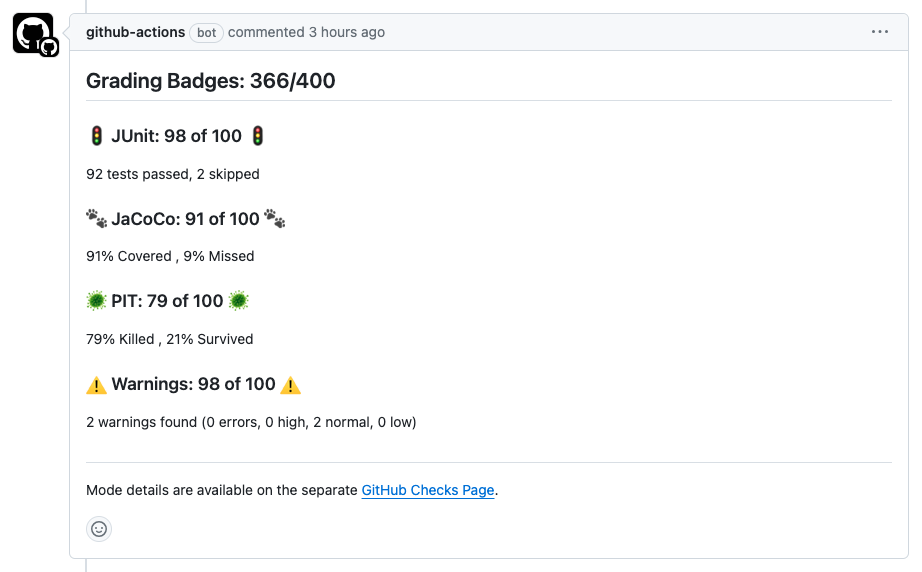 github-actions bot commented 3 hours ago
Grading Badges: 366/400
🚦 JUnit: 98 of 100 🚦
92 tests passed, 2 skipped
🐾 JaCoCo: 91 of 100 🐾
91% Covered , 9% Missed
🦠 PIT: 79 of 100 🦠
79% Killed , 21% Survived
⚠️ Warnings: 98 of 100 ⚠️
2 warnings found (0 errors, 0 high, 2 normal, 0 low)
Mode details are available on the separate GitHub Checks Page.